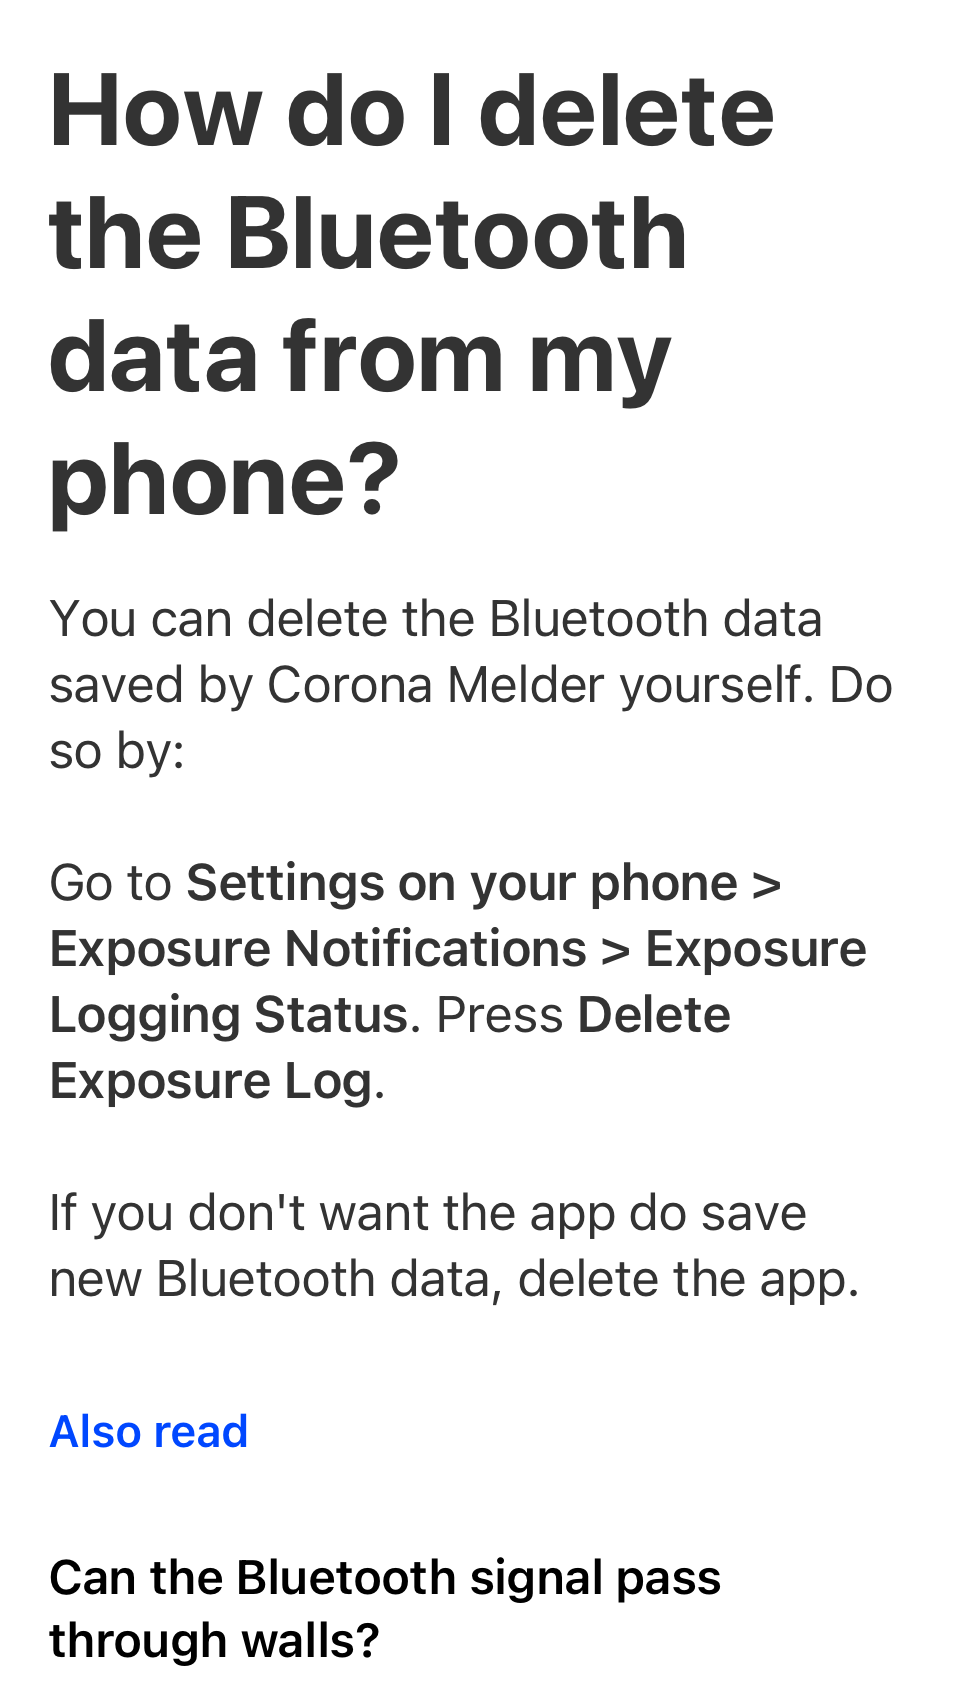 How do I delete
the Bluetooth
data from my
phone?
You can delete the Bluetooth data
saved by Corona Melder yourself. Do
so by:
Go to Settings on your phone >
Exposure Notifications > Exposure
Logging Status. Press Delete
Exposure Log.
If you don't want the app do save
new Bluetooth data, delete the app.
Also read
Can the Bluetooth signal pass
through walls?